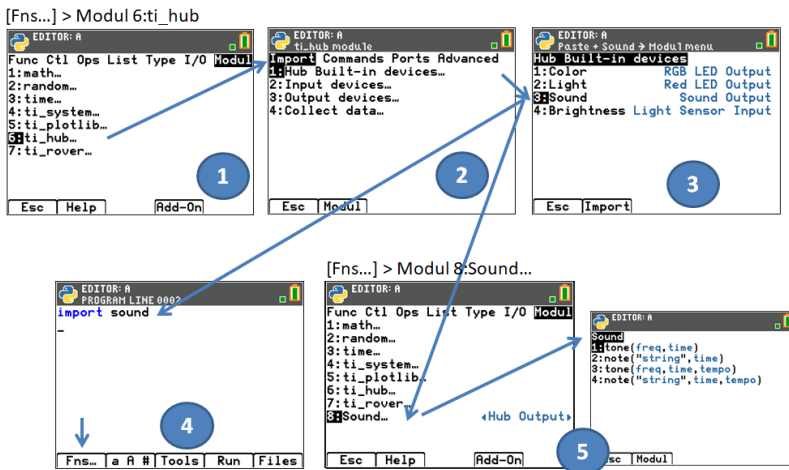 [Fns...] > Modul 6:ti_hub
EDITOR: A
Func Ctl Ops List Type I/O Modul
1:math…
2:random…
3:time…
4:ti_system…
5:ti_plotlib…
6:ti_hub…
7:ti_rover…
Esc Help Add-On
1
EDITOR: A
ti_hub module
Import Commands Ports Advanced
1:Hub Built-in devices…
2:Input devices…
3:Output devices…
4:Collect data…
Esc Modul
2
EDITOR: A
Paste + Sound → Modul menu
Hub Built-in devices
1:Color RGB LED Output
2:Light Red LED Output
3:Sound Sound Output
4:Brightness Light Sensor Input
Esc Import
3
EDITOR: A
PROGRAM LINE 0002
import sound
_
Fns… a A # Tools Run Files
4
[Fns...] > Modul 8:Sound...
EDITOR: A
Func Ctl Ops List Type I/O Modul
1:math…
2:random…
3:time…
4:ti_system…
5:ti_plotlib…
6:ti_hub…
7:ti_rover…
8:Sound… ◂Hub Output▸
Esc Help Add-On
5
EDITOR: A
Sound
1:tone(freq,time)
2:note("string",time)
3:tone(freq,time,tempo)
4:note("string",time,tempo)
Esc Modul